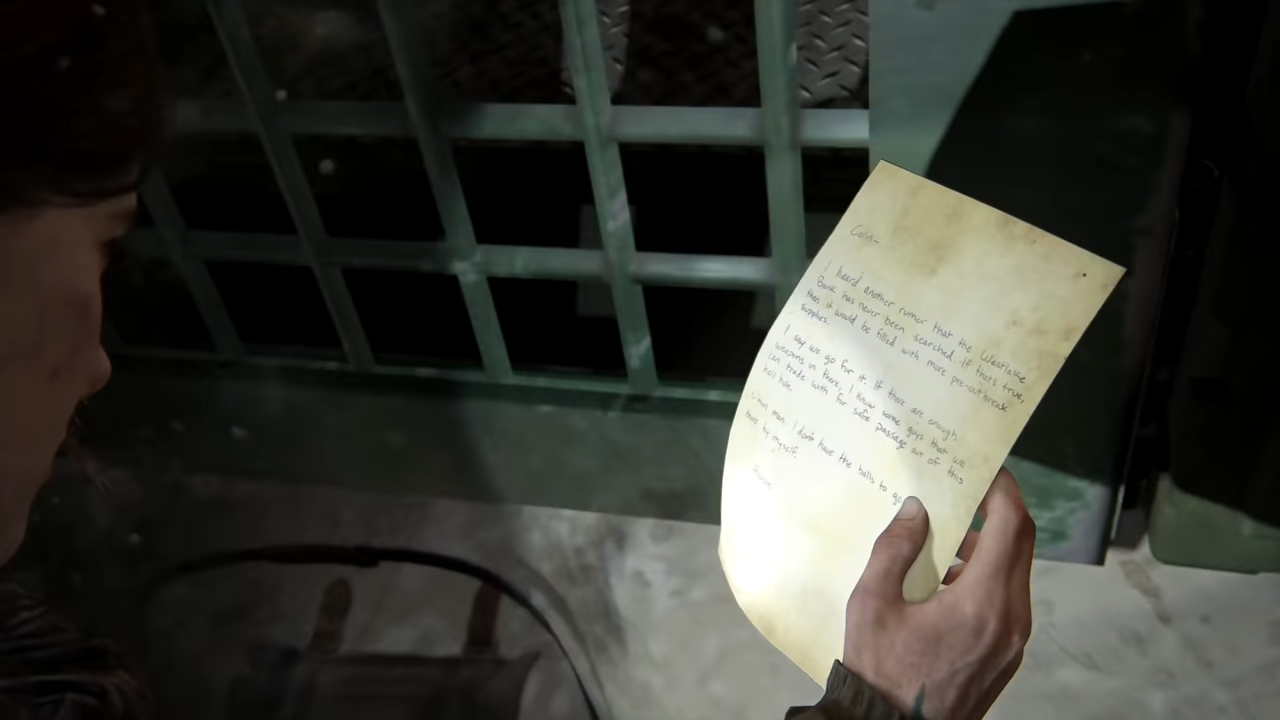 Colin-
I heard another rumor that the Westlake
Bank has never been searched. If that's true,
then it would be filled with more pre-outbreak
supplies.
I say we go for it. If there are enough
weapons in there, I know some guys that we
can trade with for safe passage out of this
hell hole.
C'mon, man. I don't have the balls to go
there by myself.